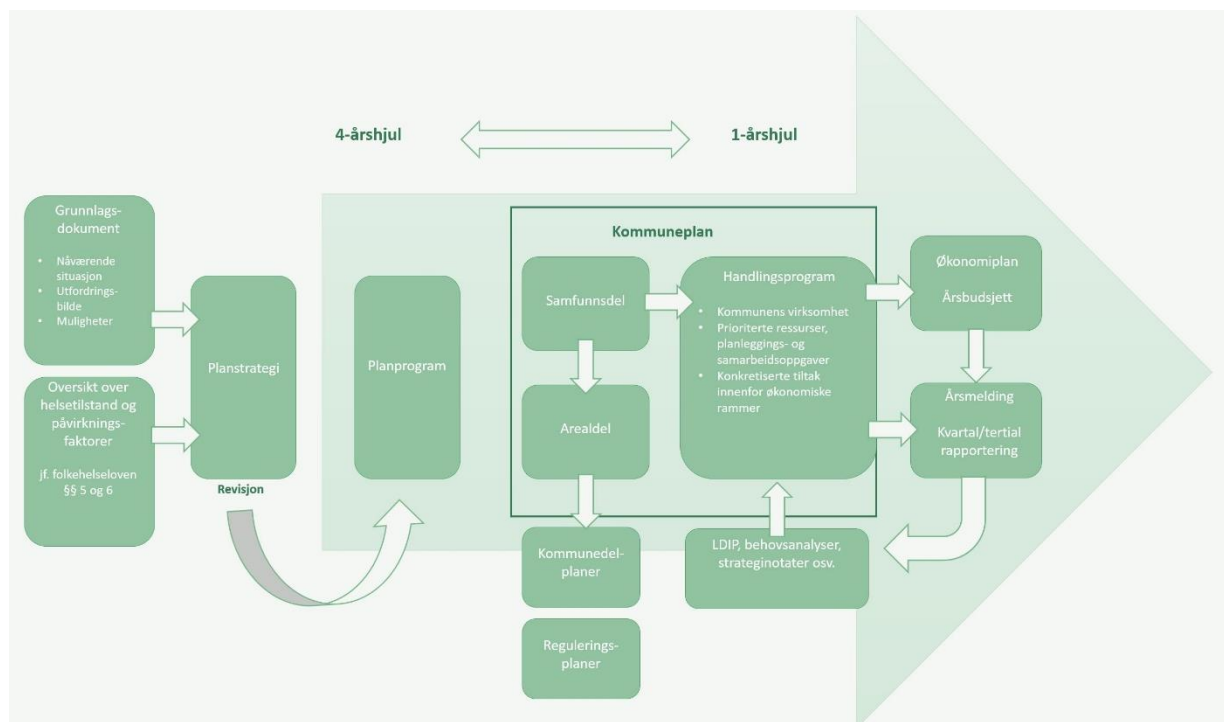 4-årshjul
1-årshjul
Grunnlags-
dokument
• Nåværende
situasjon
• Utfordrings-
bilde
• Muligheter
Oversikt over
helsetilstand og
påvirknings-
faktorer
jf. folkehelseloven
§§ 5 og 6
Planstrategi
Revisjon
Planprogram
Kommuneplan
Samfunnsdel
Arealdel
Handlingsprogram
• Kommunens virksomhet
• Prioriterte ressurser,
planleggings- og
samarbeidsoppgaver
• Konkretiserte tiltak
innenfor økonomiske
rammer
Økonomiplan
Årsbudsjett
Årsmelding
Kvartal/tertial
rapportering
Kommunedel-
planer
LDIP, behovsanalyser,
strateginotater osv.
Regulerings-
planer